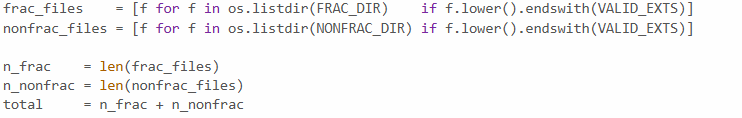 frac_files    = [f for f in os.listdir(FRAC_DIR)    if f.lower().endswith(VALID_EXTS)]
nonfrac_files = [f for f in os.listdir(NONFRAC_DIR) if f.lower().endswith(VALID_EXTS)]

n_frac    = len(frac_files)
n_nonfrac = len(nonfrac_files)
total     = n_frac + n_nonfrac